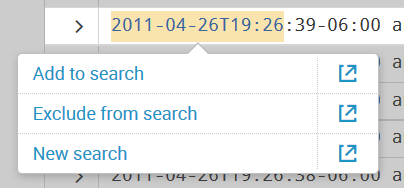 2011-04-26T19:26:39-06:00 a
Add to search
Exclude from search
New search
2011-04-26T19:26:38-06:00 a